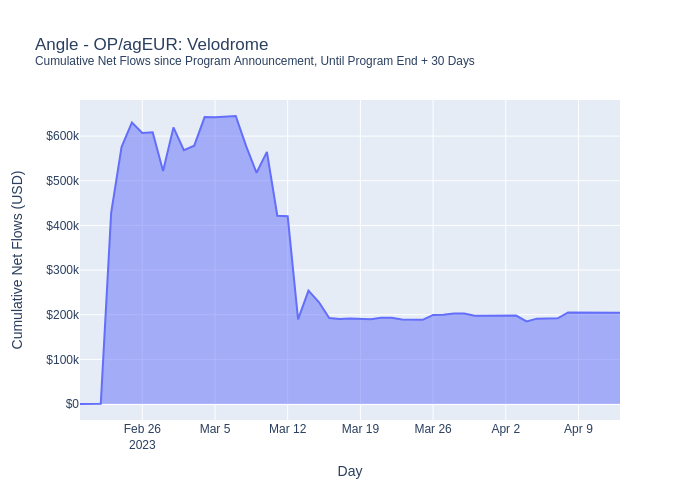 Angle - OP/agEUR: Velodrome
Cumulative Net Flows since Program Announcement, Until Program End + 30 Days
Cumulative Net Flows (USD)
$600k
$500k
$400k
$300k
$200k
$100k
$0
Feb 26
2023
Mar 5
Mar 12
Mar 19
Mar 26
Apr 2
Apr 9
Day